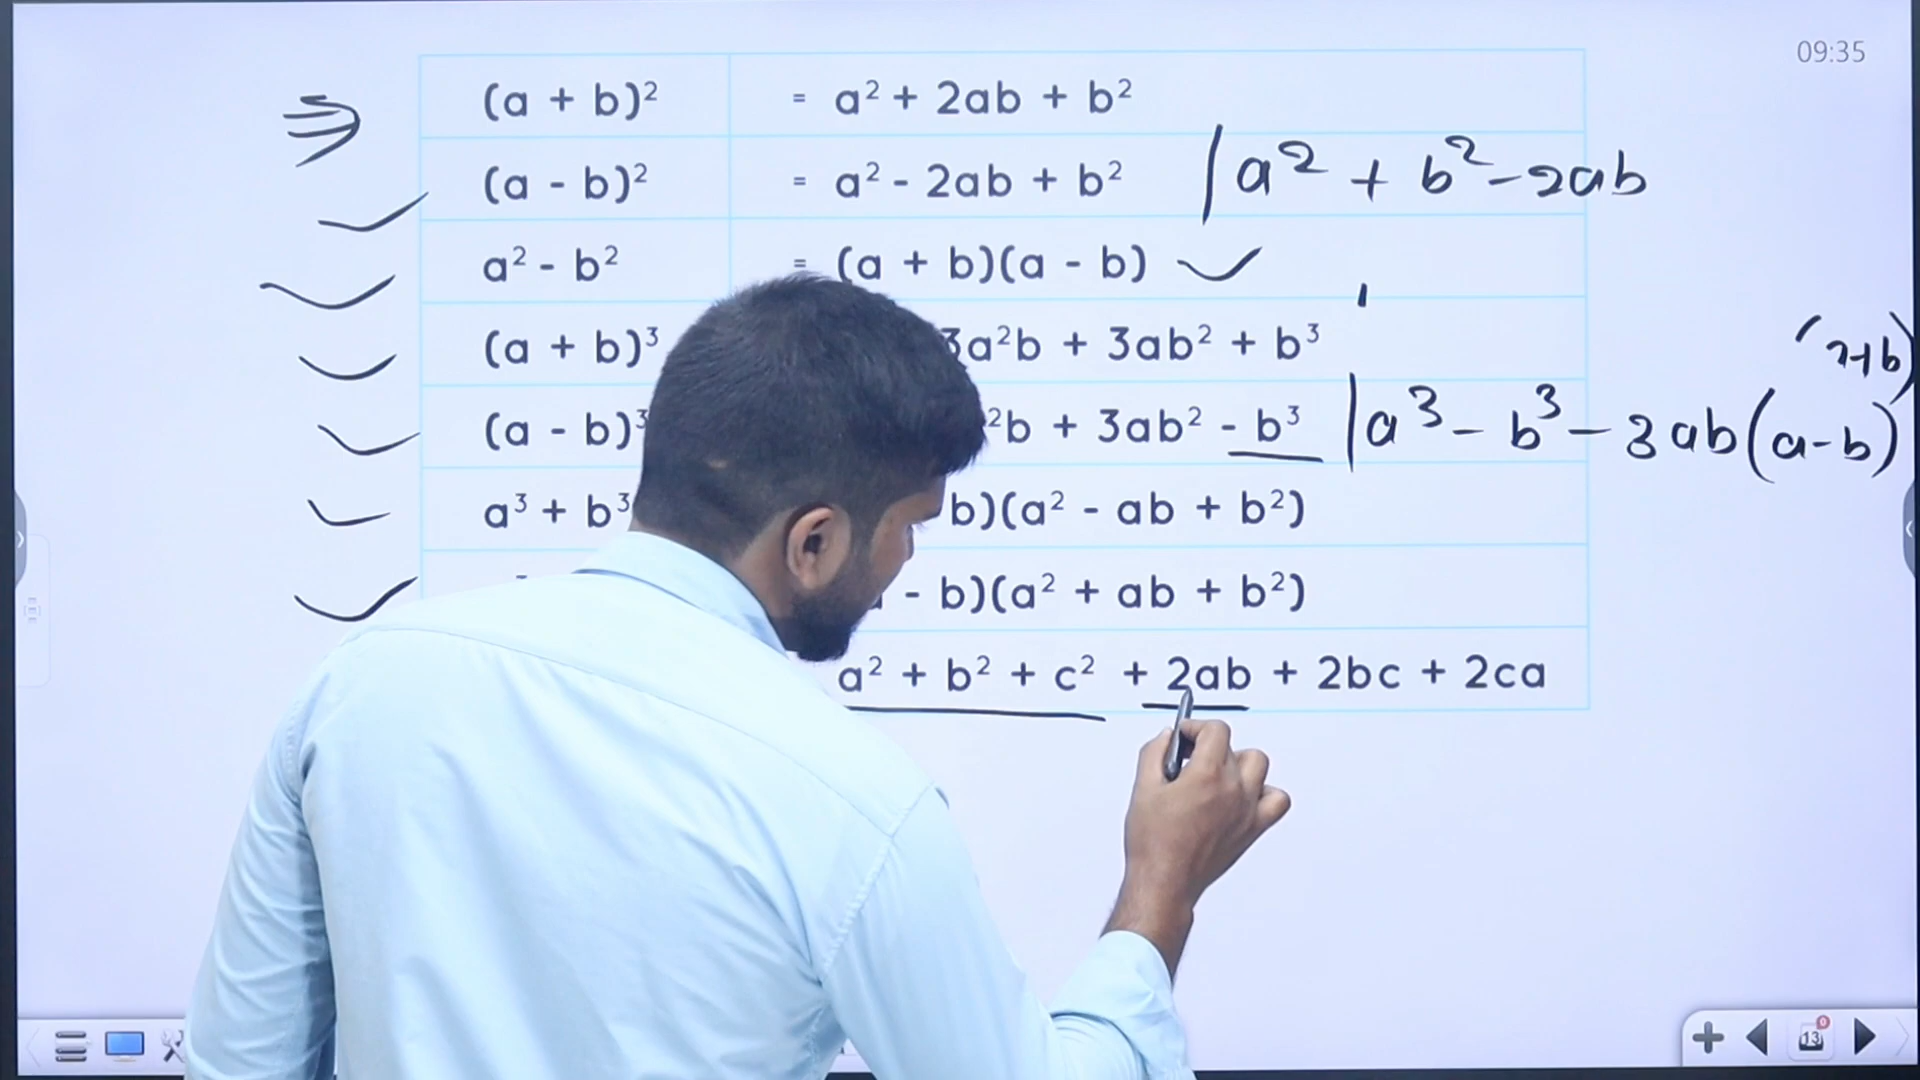 09:35
(a + b)² = a² + 2ab + b²
(a - b)² = a² - 2ab + b² | a² + b² - 2ab
a² - b² = (a + b)(a - b)
(a + b)³ 3a²b + 3ab² + b³
+b)
(a - b)³ ²b + 3ab² - b³ | a³ - b³ - 3ab(a-b)
a³ + b³ b)(a² - ab + b²)
- b)(a² + ab + b²)
a² + b² + c² + 2ab + 2bc + 2ca
13
0